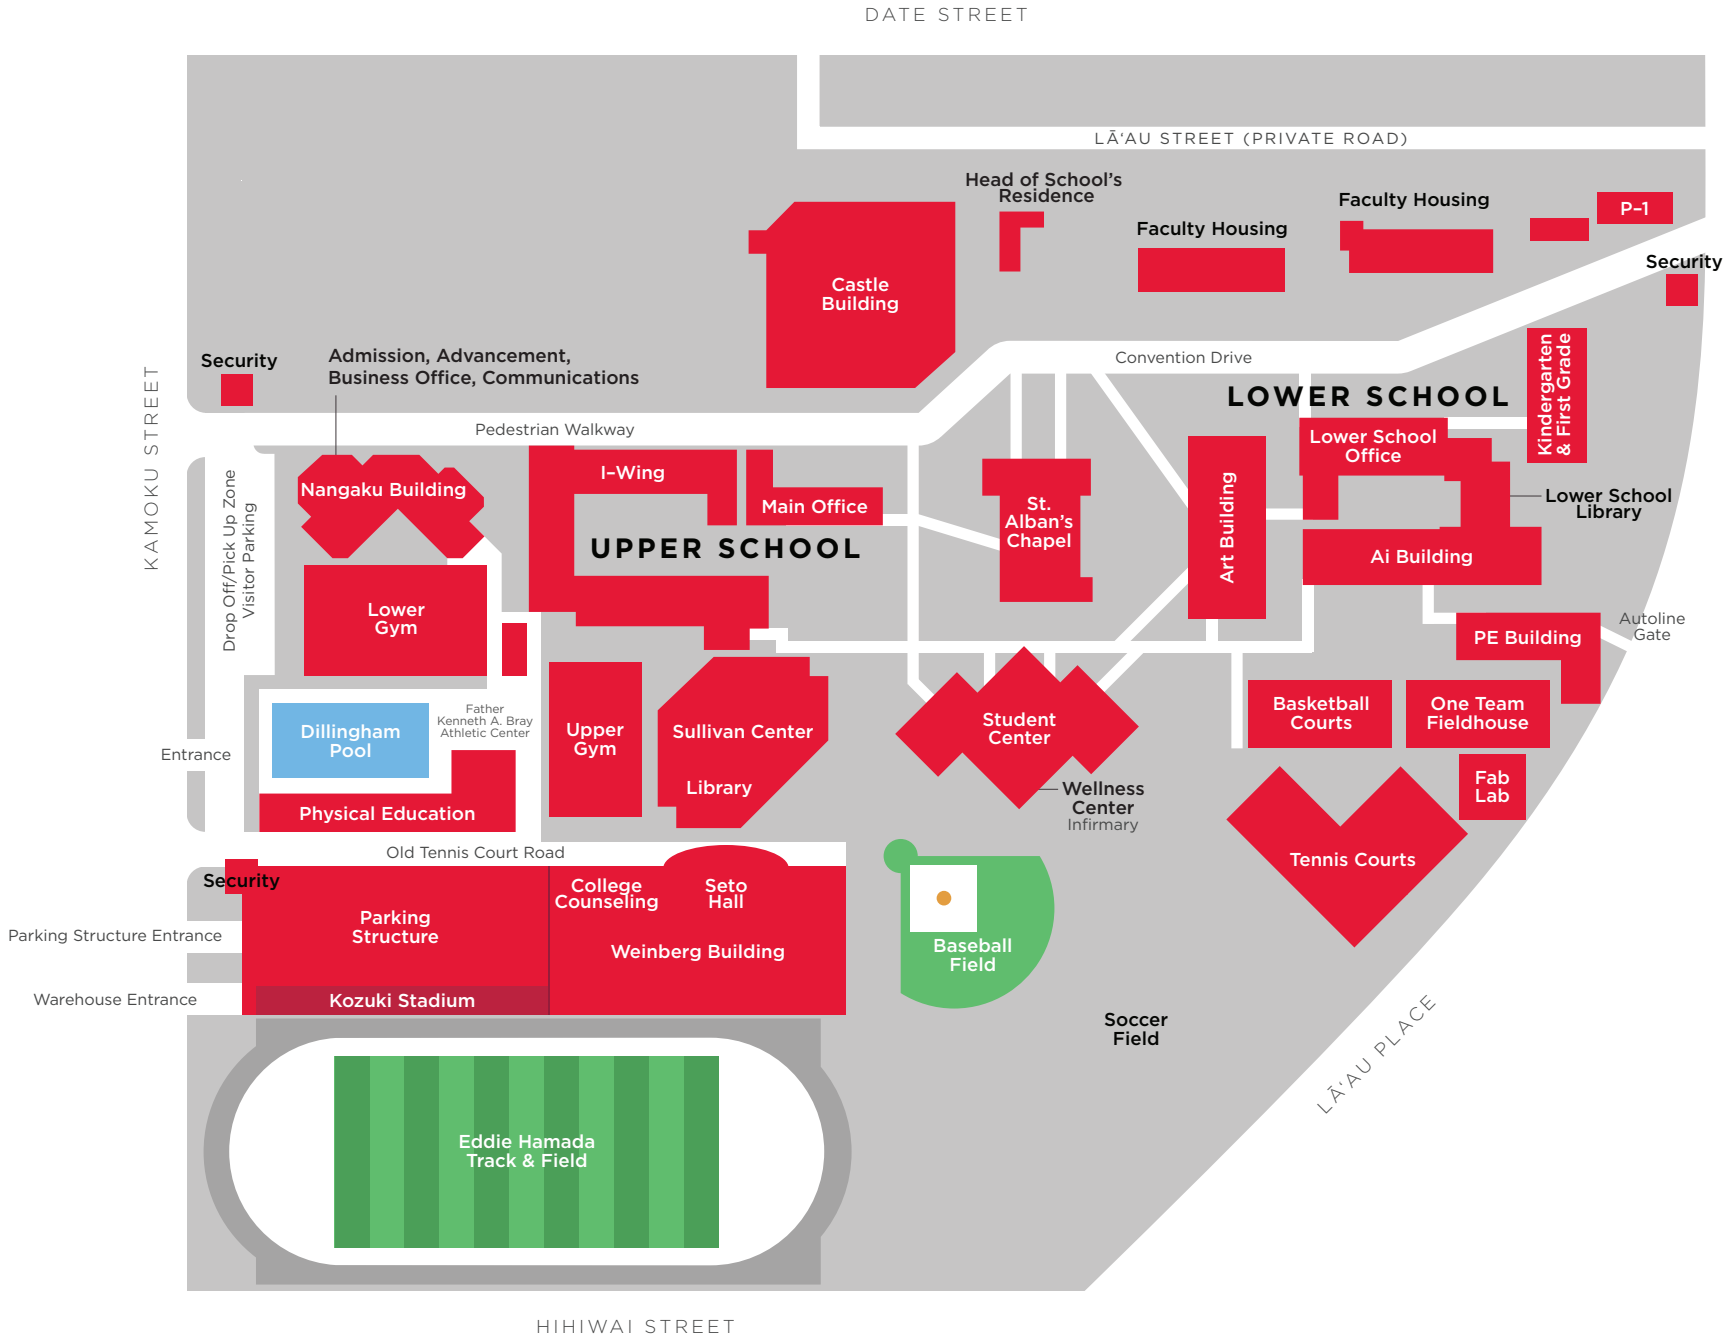 DATE STREET
LĀ‘AU STREET (PRIVATE ROAD)
Head of School’s
Residence
Faculty Housing
Faculty Housing
P–1
Security
Castle
Building
Security
Admission, Advancement,
Business Office, Communications
Convention Drive
LOWER SCHOOL
Kindergarten
& First Grade
KAMOKU STREET
Pedestrian Walkway
Lower School
Office
I–Wing
Nangaku Building
Main Office
St.
Alban’s
Chapel
Art Building
Lower School
Library
Drop Off/Pick Up Zone
Visitor Parking
UPPER SCHOOL
Ai Building
Lower
Gym
PE Building
Autoline
Gate
Father
Kenneth A. Bray
Athletic Center
Dillingham
Pool
Upper
Gym
Sullivan Center
Library
Student
Center
Basketball
Courts
One Team
Fieldhouse
Entrance
Wellness
Center
Infirmary
Fab
Lab
Physical Education
Old Tennis Court Road
Tennis Courts
Security
College
Counseling
Seto
Hall
Parking
Structure
Parking Structure Entrance
Weinberg Building
Baseball
Field
Warehouse Entrance
Kozuki Stadium
Soccer
Field
LĀ‘AU PLACE
Eddie Hamada
Track & Field
HIHIWAI STREET